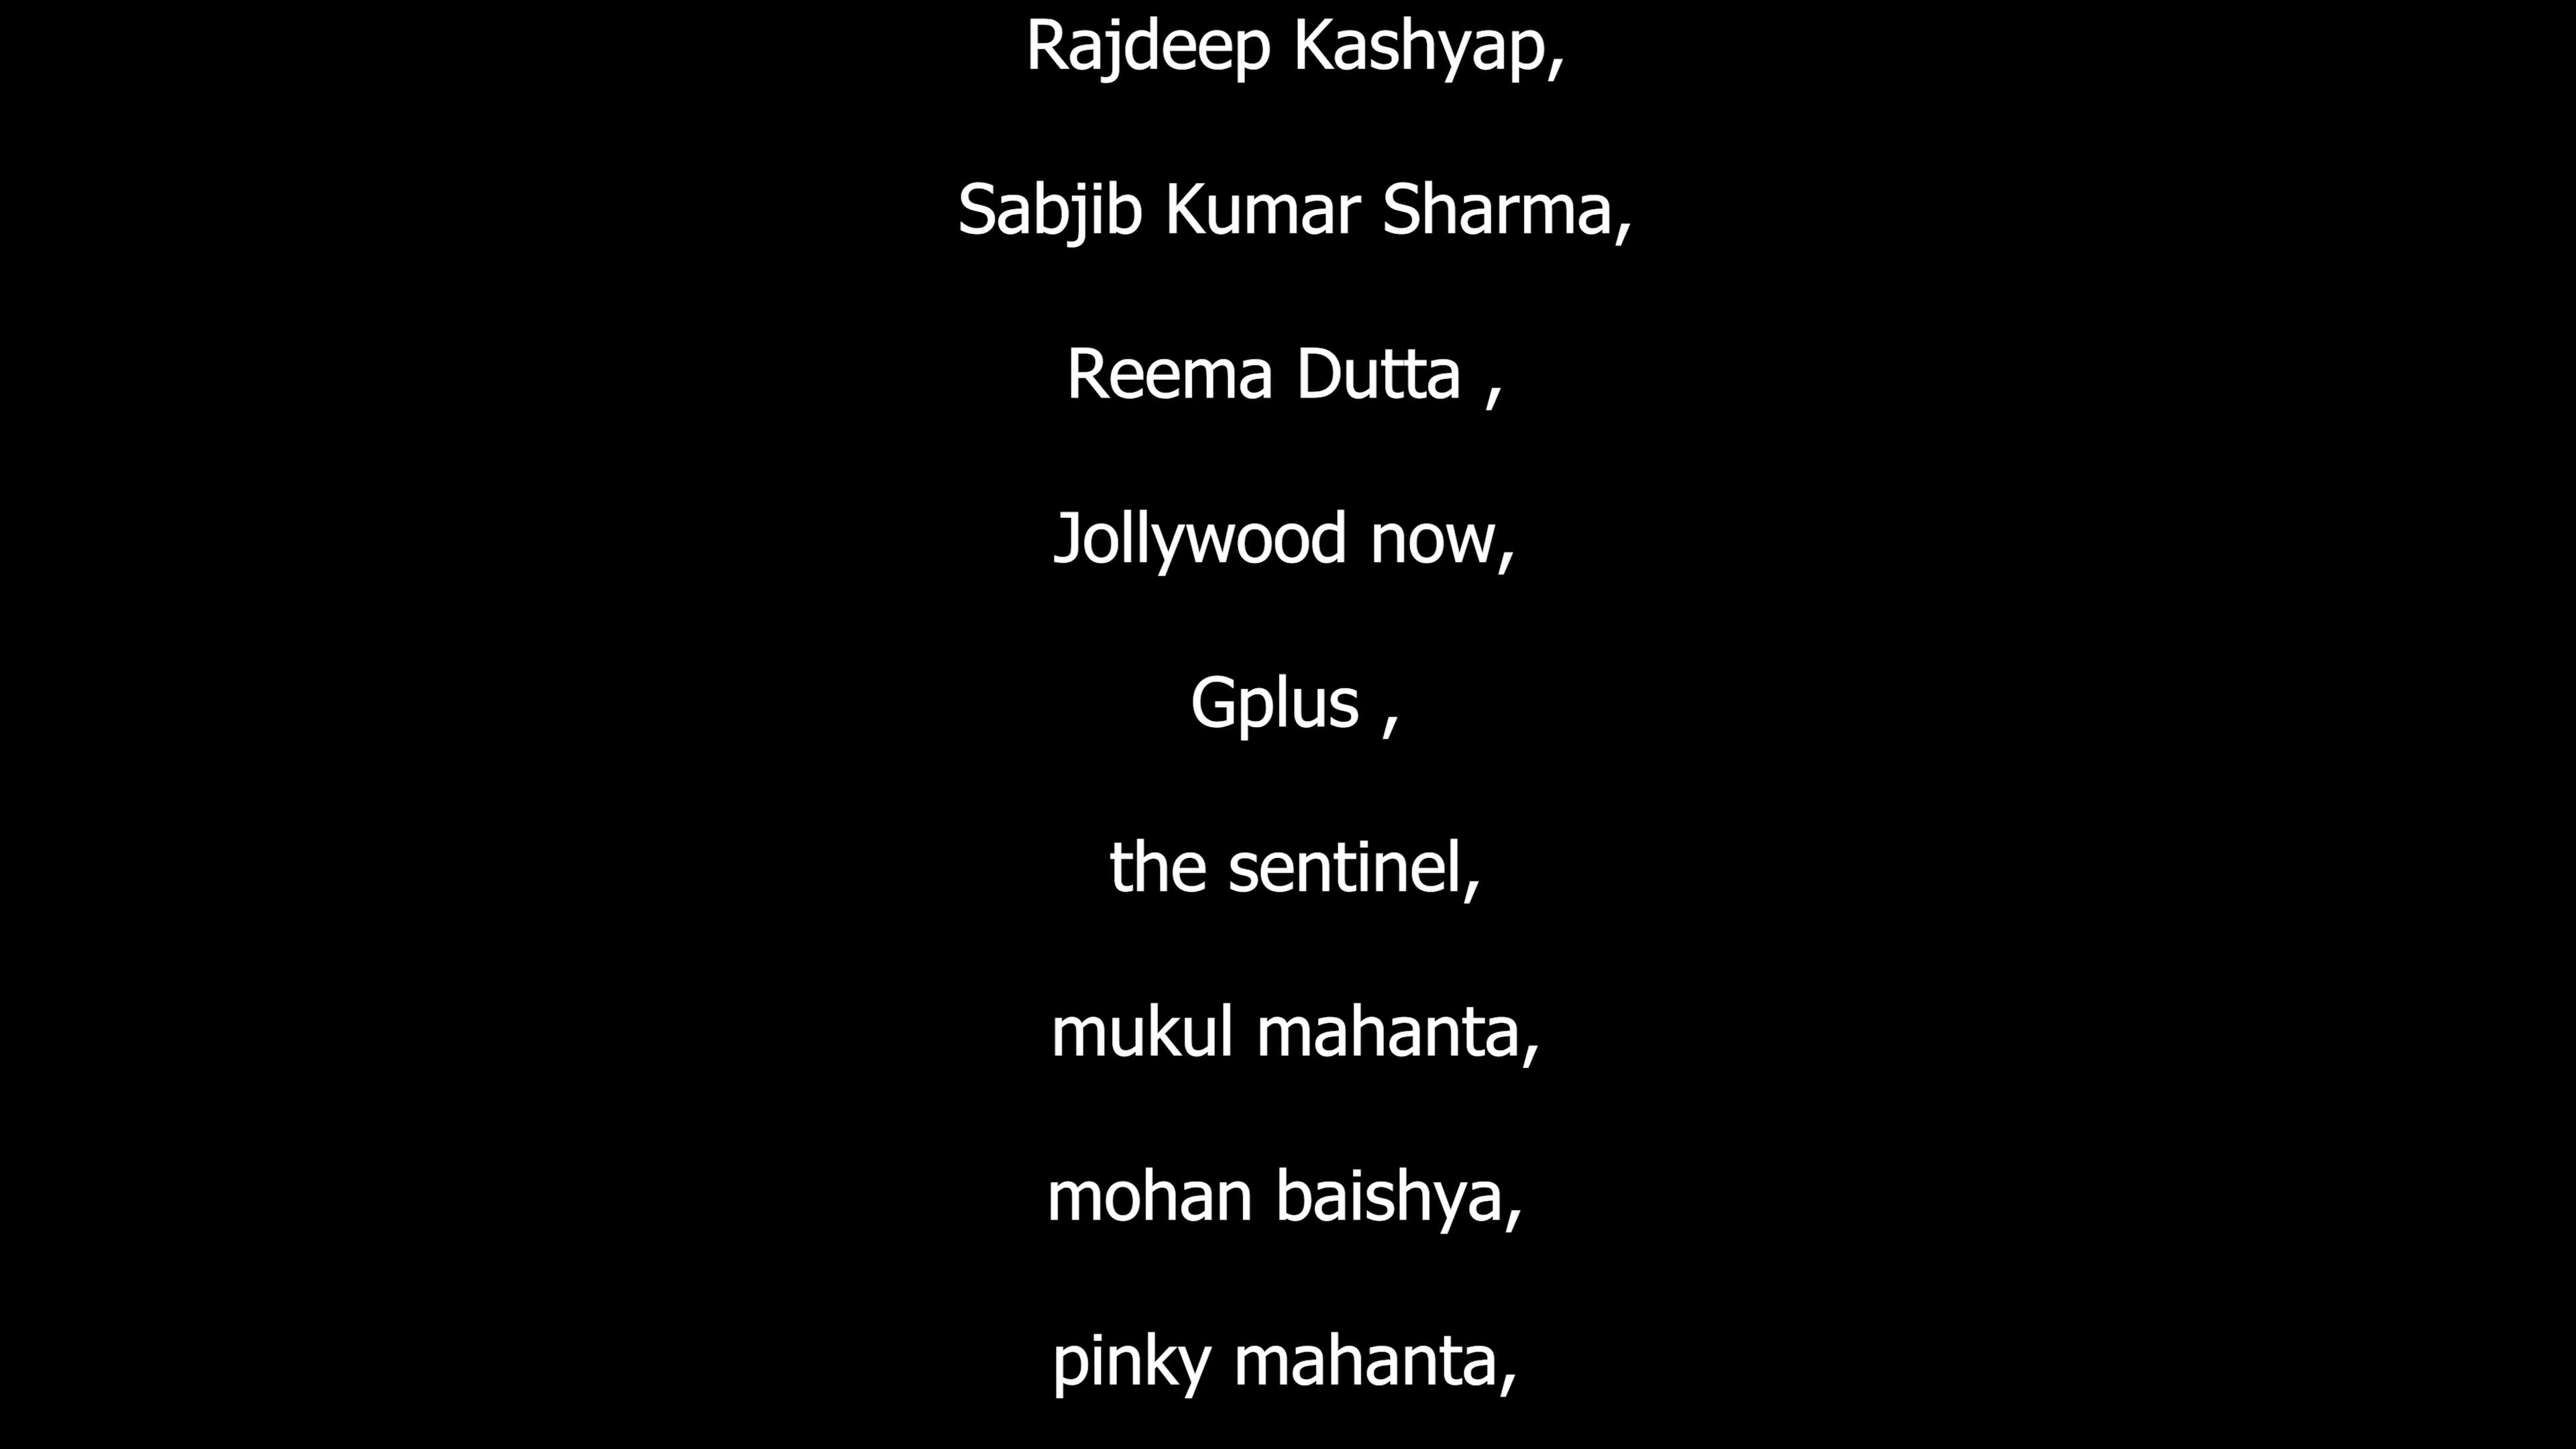 Rajdeep Kashyap,
Sabjib Kumar Sharma,
Reema Dutta ,
Jollywood now,
Gplus ,
the sentinel,
mukul mahanta,
mohan baishya,
pinky mahanta,